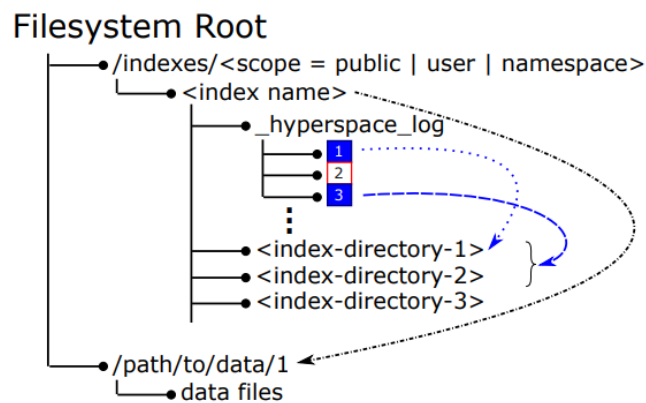 Filesystem Root
/indexes/<scope = public | user | namespace>
<index name>
_hyperspace_log
1
2
3
<index-directory-1>
<index-directory-2>
<index-directory-3>
/path/to/data/1
data files